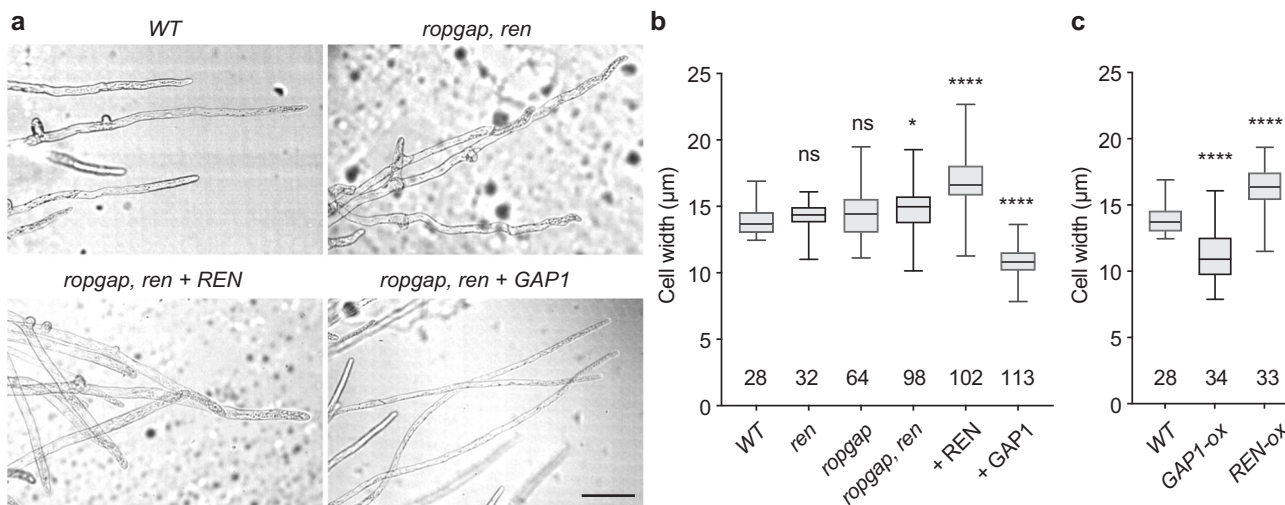 a
WT
ropgap, ren
ropgap, ren + REN
ropgap, ren + GAP1
b
Cell width (µm)
25
20
15
10
5
0
ns
ns
*
****
****
28 32 64 98 102 113
WT ren ropgap ropgap, ren + REN + GAP1
c
Cell width (µm)
25
20
15
10
5
0
****
****
28 34 33
WT GAP1-ox REN-ox